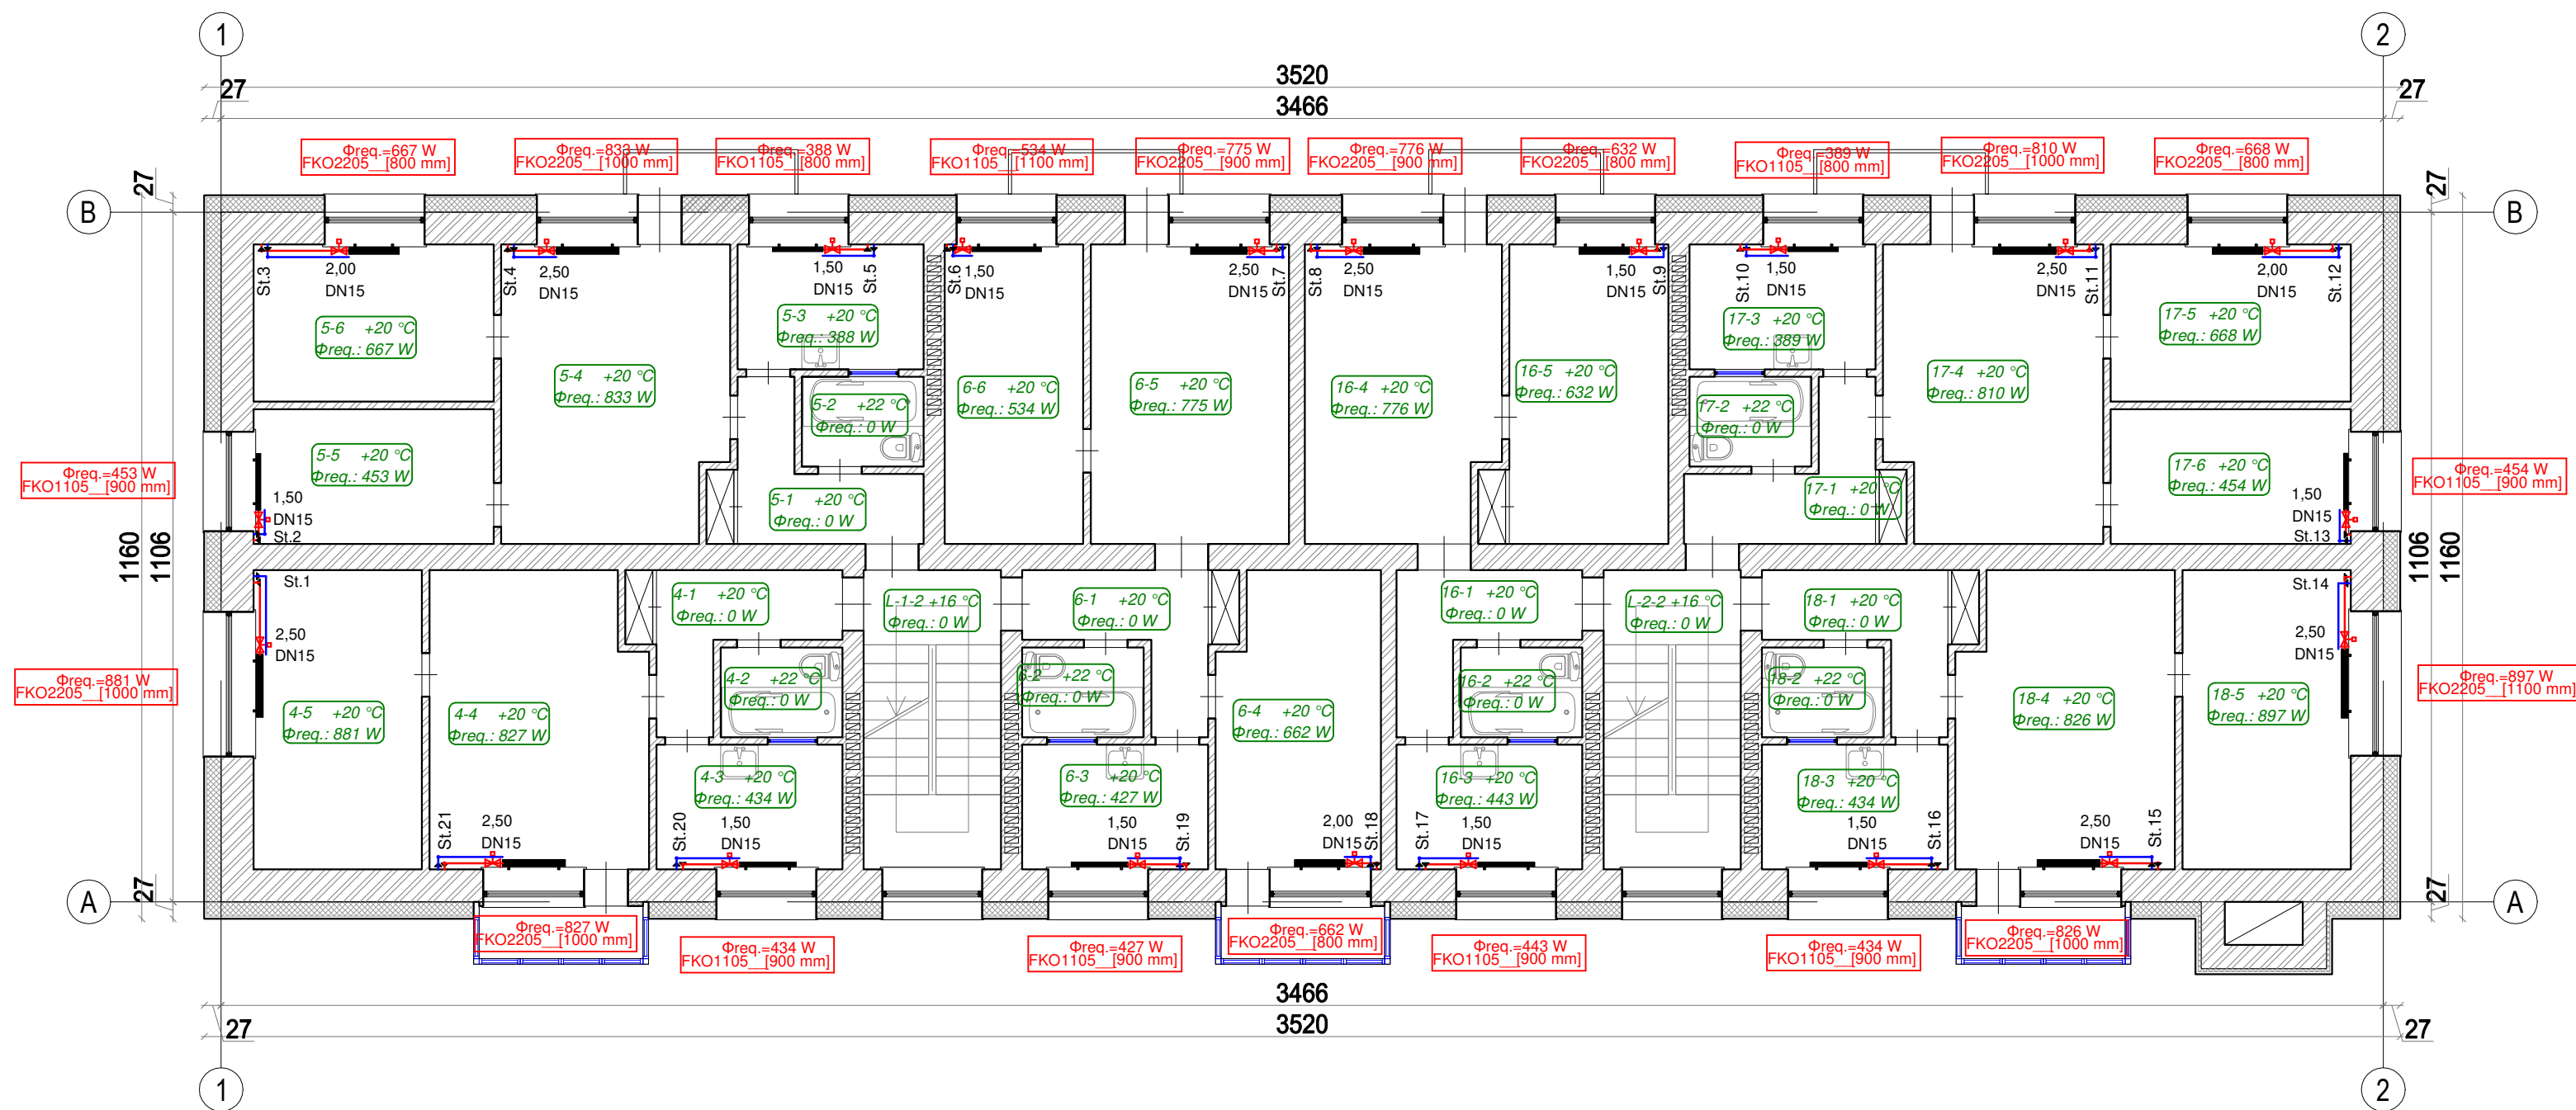 1
2
3520
27
27
3466
Φreq.=667 W
FKO2205__[800 mm]
Φreq.=833 W
FKO2205__[1000 mm]
Φreq.=388 W
FKO1105__[800 mm]
Φreq.=534 W
FKO1105__[1100 mm]
Φreq.=775 W
FKO2205__[900 mm]
Φreq.=776 W
FKO2205__[900 mm]
Φreq.=632 W
FKO2205__[800 mm]
Φreq.=389 W
FKO1105__[800 mm]
Φreq.=810 W
FKO2205__[1000 mm]
Φreq.=668 W
FKO2205__[800 mm]
27
27
B
B
St.3
2,00
DN15
St.4
2,50
DN15
1,50
DN15
St.5
St.6
1,50
DN15
2,50
DN15
St.7
St.8
2,50
DN15
1,50
DN15
St.9
St.10
1,50
DN15
2,50
DN15
St.11
2,00
DN15
St.12
5-6 +20 °C
Φreq.: 667 W
5-4 +20 °C
Φreq.: 833 W
5-3 +20 °C
Φreq.: 388 W
5-2 +22 °C
Φreq.: 0 W
6-6 +20 °C
Φreq.: 534 W
6-5 +20 °C
Φreq.: 775 W
16-4 +20 °C
Φreq.: 776 W
16-5 +20 °C
Φreq.: 632 W
17-3 +20 °C
Φreq.: 389 W
17-2 +22 °C
Φreq.: 0 W
17-4 +20 °C
Φreq.: 810 W
17-5 +20 °C
Φreq.: 668 W
Φreq.=453 W
FKO1105__[900 mm]
5-5 +20 °C
Φreq.: 453 W
1,50
DN15
St.2
5-1 +20 °C
Φreq.: 0 W
17-1 +20 °C
Φreq.: 0 W
17-6 +20 °C
Φreq.: 454 W
1,50
DN15
St.13
Φreq.=454 W
FKO1105__[900 mm]
1160
1106
1106
1160
St.1
2,50
DN15
4-1 +20 °C
Φreq.: 0 W
L-1-2 +16 °C
Φreq.: 0 W
6-1 +20 °C
Φreq.: 0 W
16-1 +20 °C
Φreq.: 0 W
L-2-2 +16 °C
Φreq.: 0 W
18-1 +20 °C
Φreq.: 0 W
St.14
2,50
DN15
Φreq.=881 W
FKO2205__[1000 mm]
4-5 +20 °C
Φreq.: 881 W
4-4 +20 °C
Φreq.: 827 W
4-2 +22 °C
Φreq.: 0 W
6-2 +22 °C
Φreq.: 0 W
6-4 +20 °C
Φreq.: 662 W
16-2 +22 °C
Φreq.: 0 W
18-2 +22 °C
Φreq.: 0 W
18-4 +20 °C
Φreq.: 826 W
18-5 +20 °C
Φreq.: 897 W
Φreq.=897 W
FKO2205__[1100 mm]
4-3 +20 °C
Φreq.: 434 W
6-3 +20 °C
Φreq.: 427 W
16-3 +20 °C
Φreq.: 443 W
18-3 +20 °C
Φreq.: 434 W
St.21
2,50
DN15
St.20
1,50
DN15
1,50
DN15
St.19
2,00
DN15
St.18
St.17
1,50
DN15
1,50
DN15
St.16
2,50
DN15
St.15
27
27
A
A
Φreq.=827 W
FKO2205__[1000 mm]
Φreq.=434 W
FKO1105__[900 mm]
Φreq.=427 W
FKO1105__[900 mm]
Φreq.=662 W
FKO2205__[800 mm]
Φreq.=443 W
FKO1105__[900 mm]
Φreq.=434 W
FKO1105__[900 mm]
Φreq.=826 W
FKO2205__[1000 mm]
3466
27
27
3520
1
2